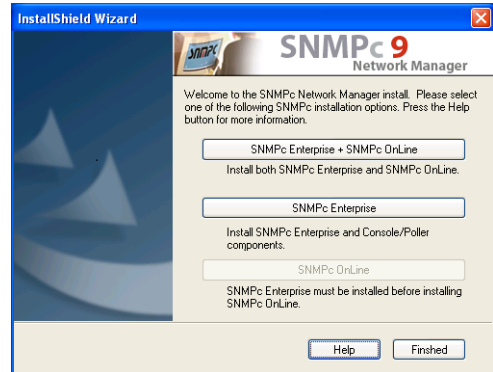 InstallShield Wizard
SNMPc
SNMPc 9
Network Manager
Welcome to the SNMPc Network Manager install. Please select
one of the following SNMPc installation options. Press the Help
button for more information.
SNMPc Enterprise + SNMPc OnLine
Install both SNMPc Enterprise and SNMPc OnLine.
SNMPc Enterprise
Install SNMPc Enterprise and Console/Poller
components.
SNMPc OnLine
SNMPc Enterprise must be installed before installing
SNMPc OnLine.
Help
Finshed